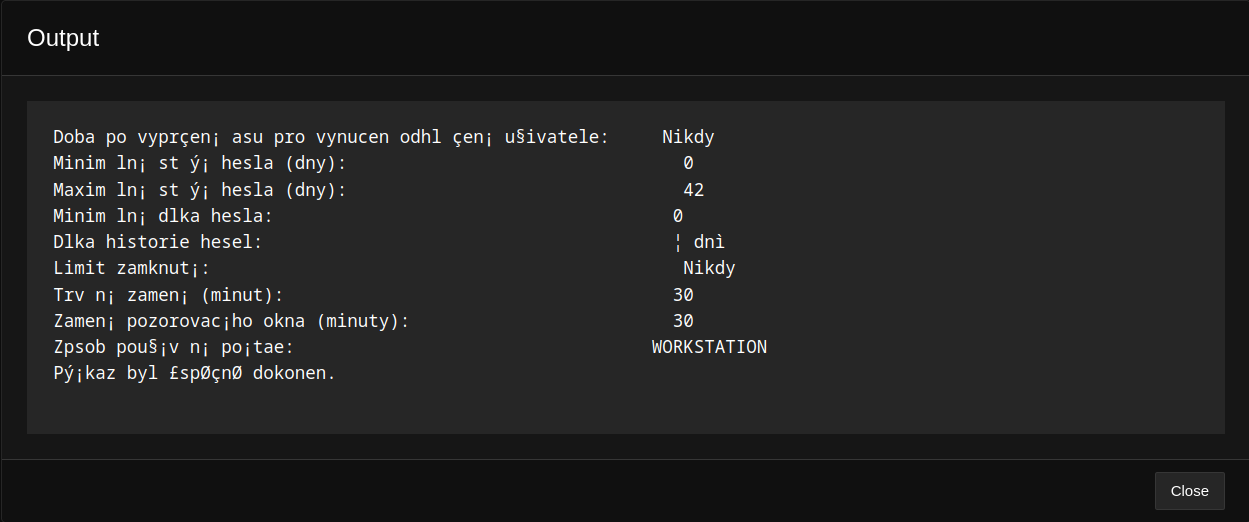 Output
Doba po vyprçen¡ asu pro vynucen odhl çen¡ u§ivatele: Nikdy
Minim ln¡ st ý¡ hesla (dny): 0
Maxim ln¡ st ý¡ hesla (dny): 42
Minim ln¡ dlka hesla: 0
Dlka historie hesel: ¦ dnì
Limit zamknut¡: Nikdy
Trv n¡ zamen¡ (minut): 30
Zamen¡ pozorovac¡ho okna (minuty): 30
Zpsob pou§¡v n¡ po¡tae: WORKSTATION
Pý¡kaz byl £spØçnØ dokonen.
Close